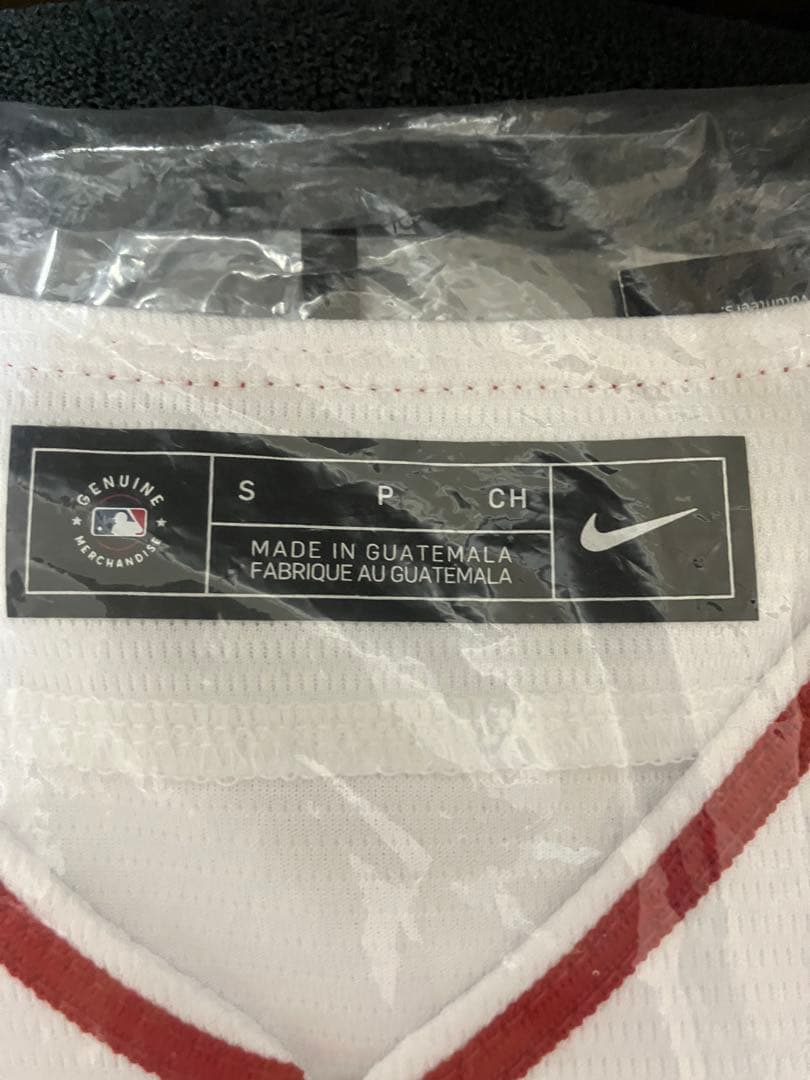 GENUINE
MERCHANDISE
S P CH
MADE IN GUATEMALA
FABRIQUE AU GUATEMALA